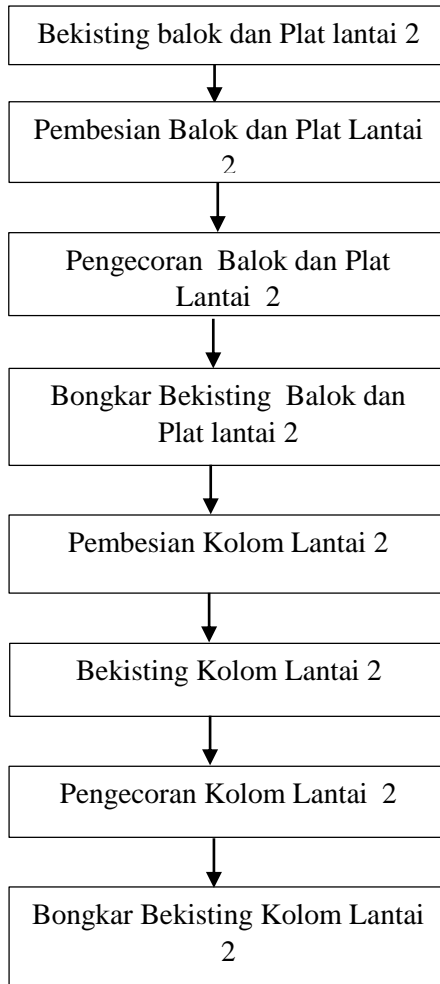 Bekisting balok dan Plat lantai 2
Pembesian Balok dan Plat Lantai
2
Pengecoran Balok dan Plat
Lantai 2
Bongkar Bekisting Balok dan
Plat lantai 2
Pembesian Kolom Lantai 2
Bekisting Kolom Lantai 2
Pengecoran Kolom Lantai 2
Bongkar Bekisting Kolom Lantai
2